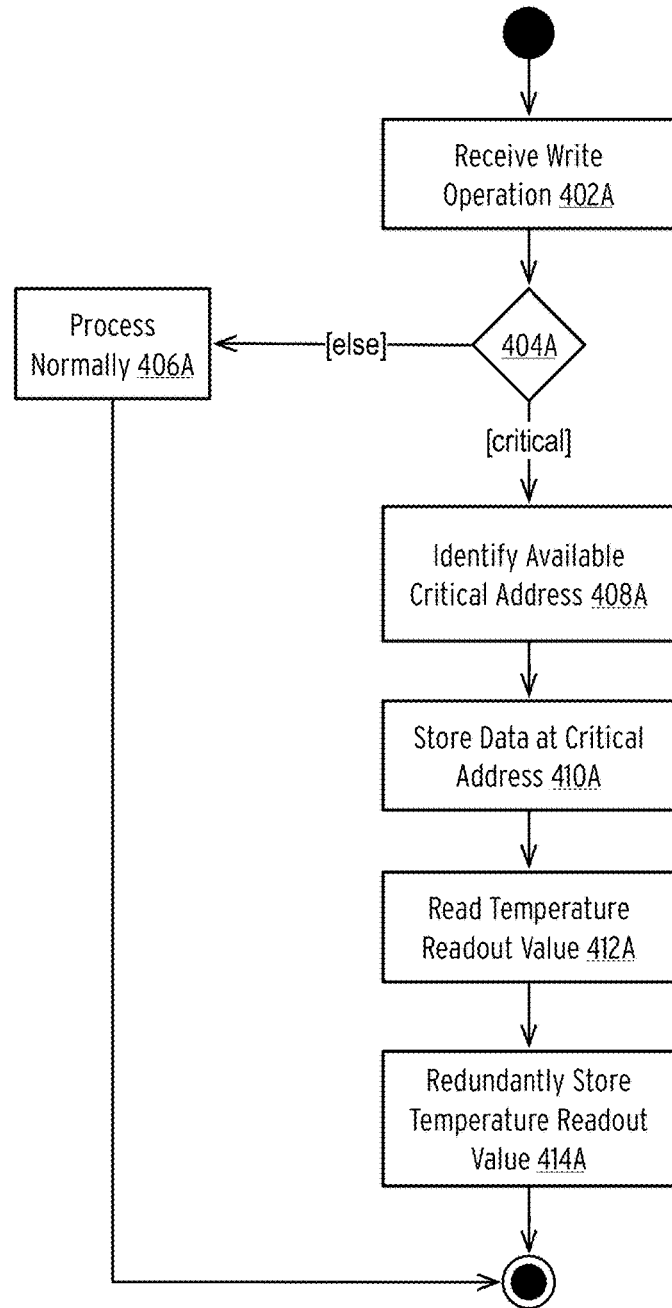 Receive Write
Operation 402A
Process
Normally 406A
[else]
404A
[critical]
Identify Available
Critical Address 408A
Store Data at Critical
Address 410A
Read Temperature
Readout Value 412A
Redundantly Store
Temperature Readout
Value 414A